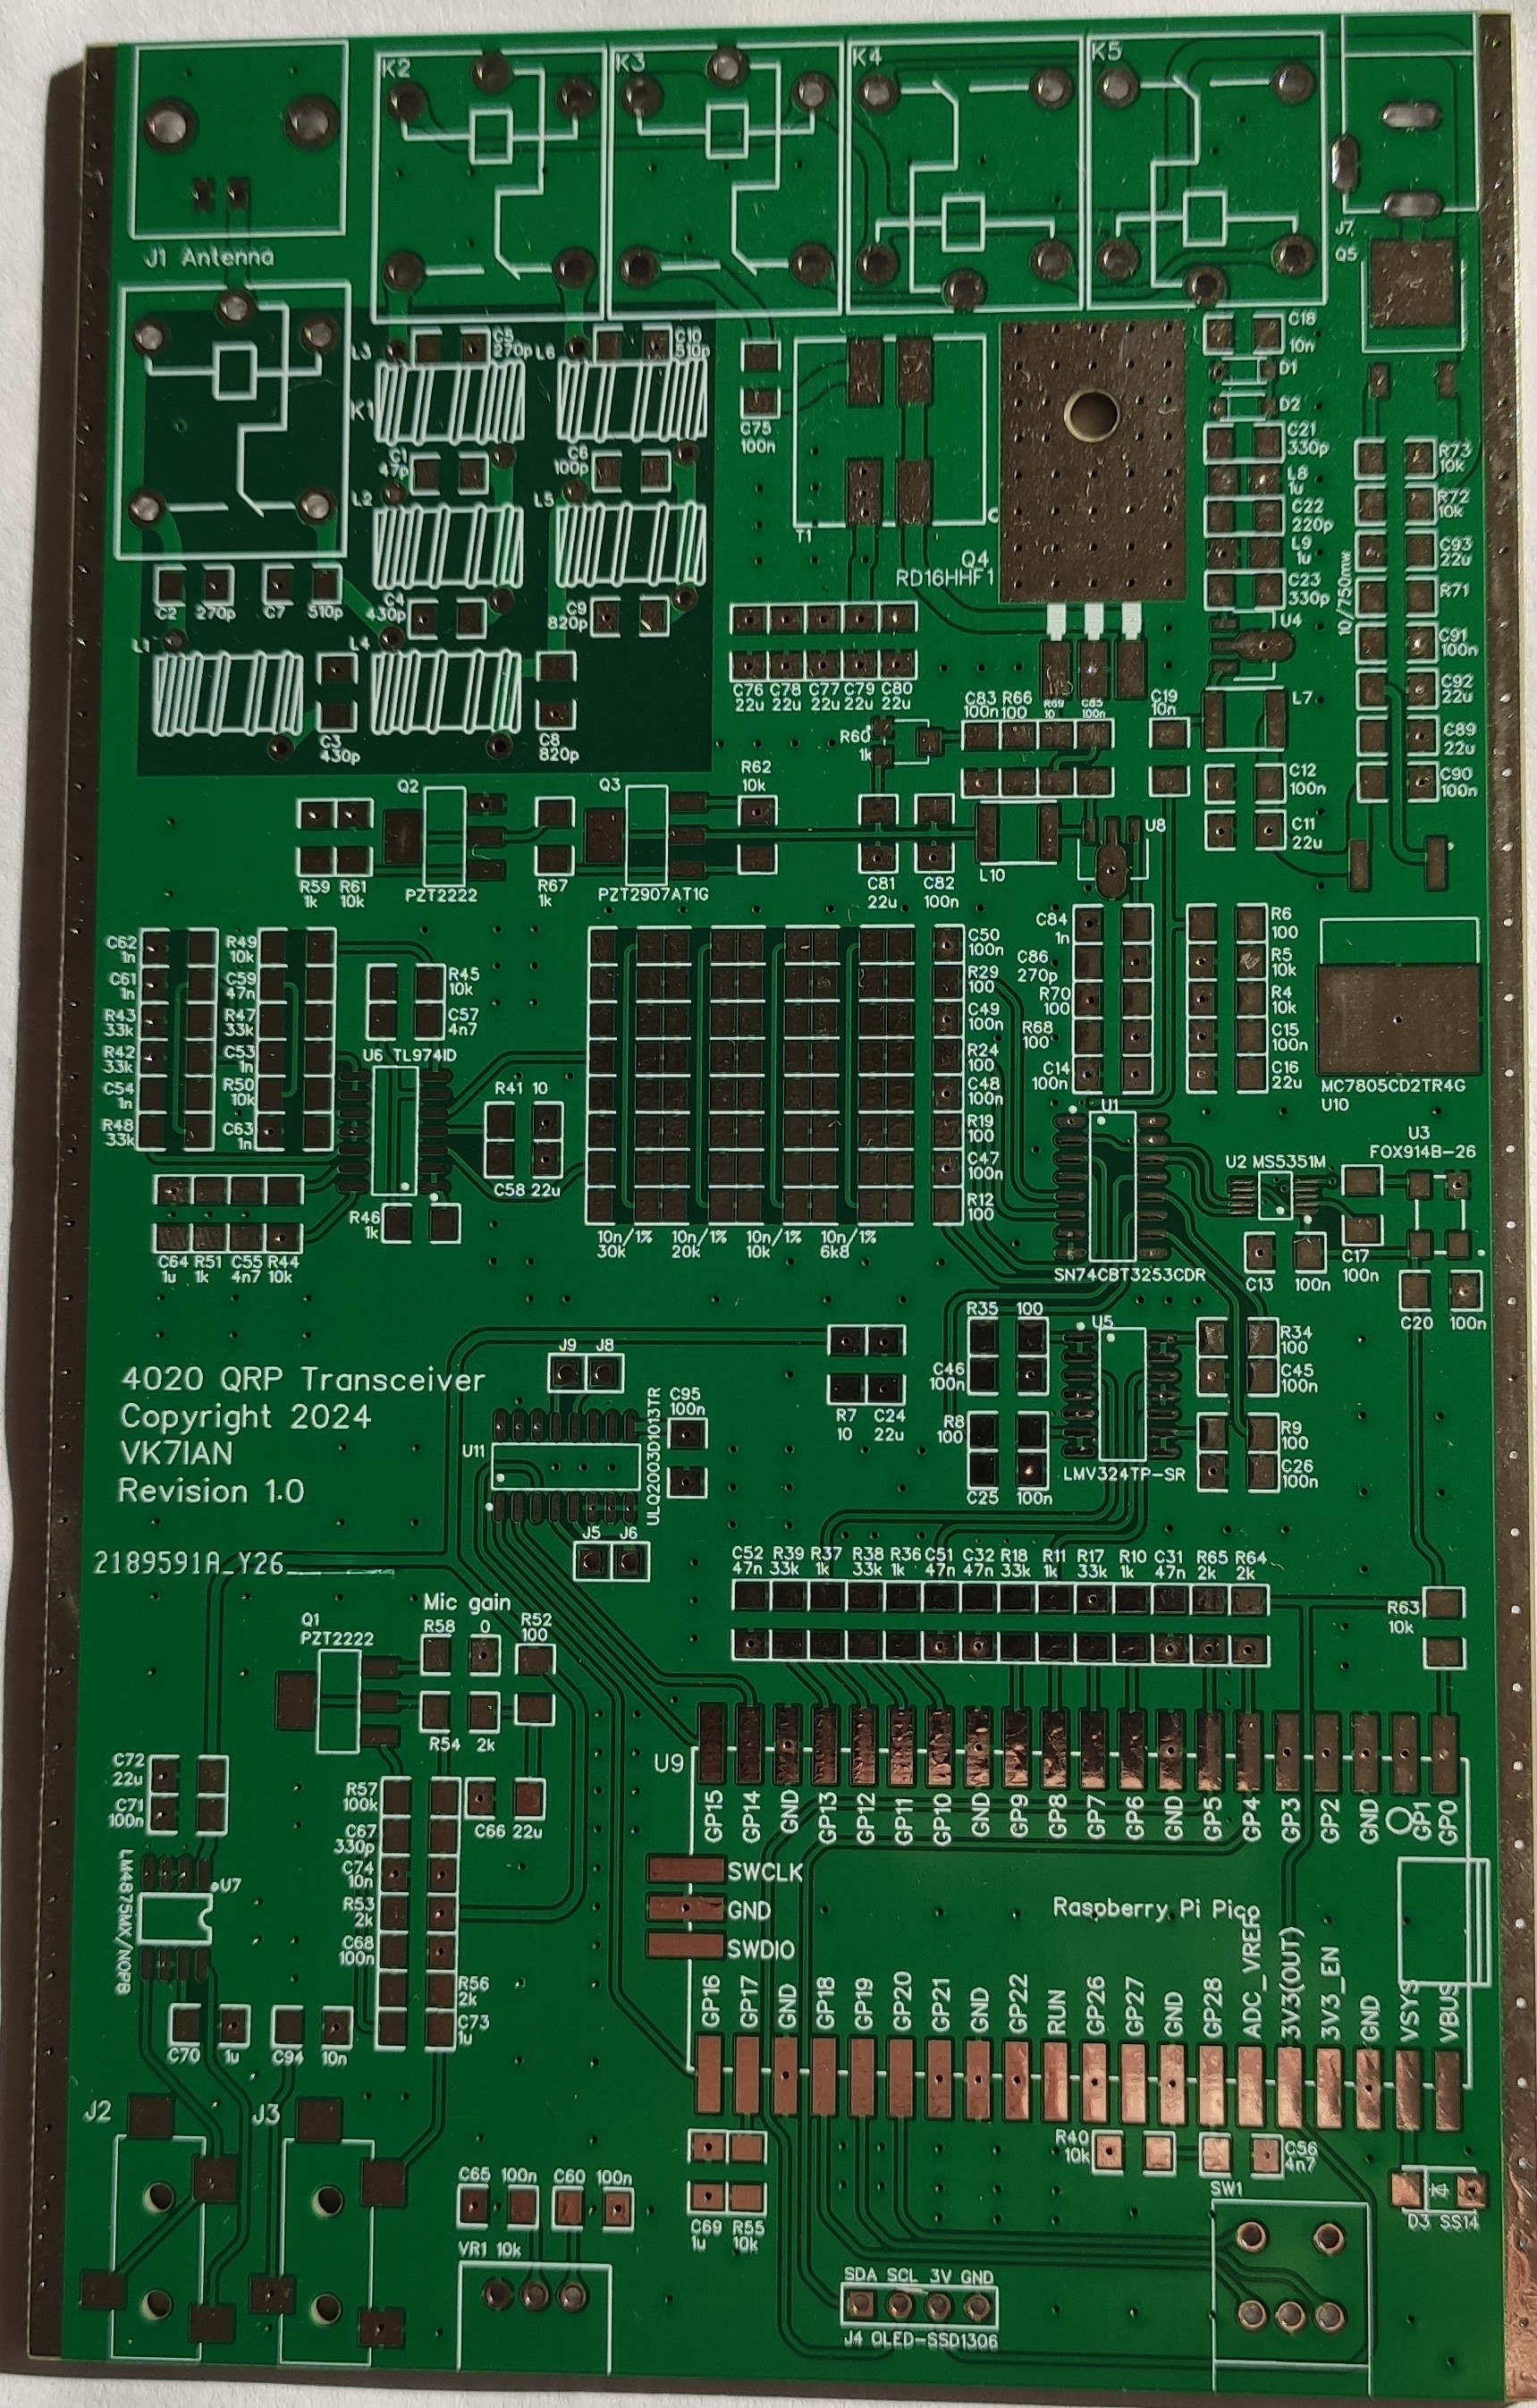 K2
K3
K4
K5
J1 Antenna
J7
Q5
K1
L3
C5
270p
L6
C10
510p
C75
100n
T1
C18
10n
D1
D2
C21
330p
L8
1u
C22
220p
L9
1u
C23
330p
U4
Q4
RD16HHF1
R73
10k
R72
10k
C93
22u
R71
10/750mw
C91
100n
C92
22u
C89
22u
C90
100n
C1
47p
C6
100p
L2
L5
C2 270p C7 510p
C4
430p
C9
820p
L1
L4
C3
430p
C8
820p
C76 C78 C77 C79 C80
22u 22u 22u 22u 22u
C83 R66 R69 C85
100n 100 10 100n
C19
10n
L7
R60
1k
C12
100n
C11
22u
Q2
PZT2222
Q3
PZT2907AT1G
R62
10k
R59 R61
1k 10k
R67
1k
C81 C82
22u 100n
L10
U8
C62
1n
C61
1n
R43
33k
R42
33k
C54
1n
R48
33k
R49
10k
C59
47n
R47
33k
C53
1n
R50
10k
C63
1n
R45
10k
C57
4n7
U6 TL974ID
R41 10
C58 22u
R46
1k
C64 R51 C55 R44
1u 1k 4n7 10k
C50
100n
R29
100
C49
100n
R24
100
C48
100n
R19
100
C47
100n
R12
100
10n/1% 10n/1% 10n/1% 10n/1%
30k 20k 10k 6k8
C84
1n
C86
270p
R70
100
R68
100
C14
100n
R6
100
R5
10k
R4
10k
C15
100n
C16
22u
MC7805CD2TR4G
U10
U1
SN74CBT3253CDR
U2 MS5351M
U3
FOX914B-26
C13 100n
C17
100n
C20 100n
R35 100
U5
R34
100
C46
100n
C45
100n
R8
100
R9
100
C25 100n
LMV324TP-SR
C26
100n
R7 C24
10 22u
4020 QRP Transceiver
Copyright 2024
VK7IAN
Revision 1.0
J9 J8
C95
100n
U11
ULQ2003D1013TR
J5 J6
2189591A_Y26
C52 R39 R37 R38 R36 C51 C32 R18 R11 R17 R10 C31 R65 R64
47n 33k 1k 33k 1k 47n 47n 33k 1k 33k 1k 47n 2k 2k
R63
10k
Q1
PZT2222
Mic gain
R58 0
R52
100
R54 2k
C72
22u
C71
100n
R57
100k
C67
330p
C74
10n
R53
2k
C68
100n
R56
2k
C73
1u
C66 22u
LM4875MX/NOPB
U7
C70 1u C94 10n
U9
GP15 GP14 GND GP13 GP12 GP11 GP10 GND GP9 GP8 GP7 GP6 GND GP5 GP4 GP3 GP2 GND GP1 GP0
SWCLK
GND
SWDIO
Raspberry Pi Pico
GP16 GP17 GND GP18 GP19 GP20 GP21 GND GP22 RUN GP26 GP27 GND GP28 ADC_VREF 3V3(OUT) 3V3_EN GND VSYS VBUS
J2
J3
R40
10k
C56
4n7
C65 100n C60 100n
C69 R55
1u 10k
SW1
D3 SS14
VR1 10k
SDA SCL 3V GND
J4 OLED-SSD1306